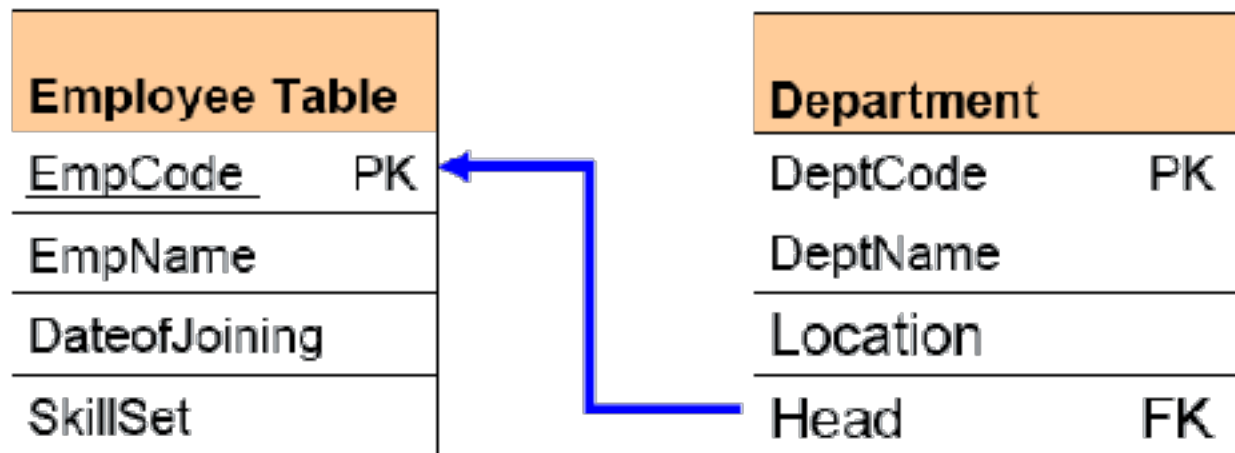 Employee Table
EmpCode PK
EmpName
DateofJoining
SkillSet
Department
DeptCode PK
DeptName
Location
Head FK